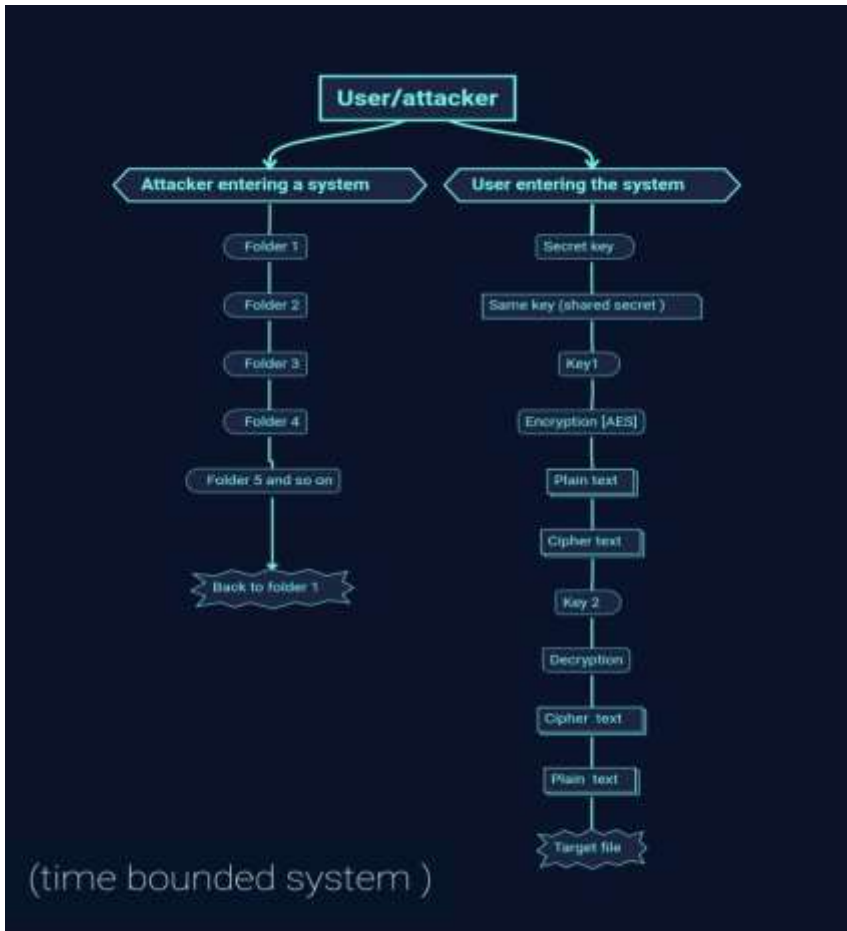 User/attacker
Attacker entering a system
Folder 1
Folder 2
Folder 3
Folder 4
Folder 5 and so on
Back to folder 1
User entering the system
Secret key
Same key (shared secret )
Key1
Encryption [AES]
Plain text
Cipher text
Key 2
Decryption
Cipher text
Plain text
Target file
(time bounded system )